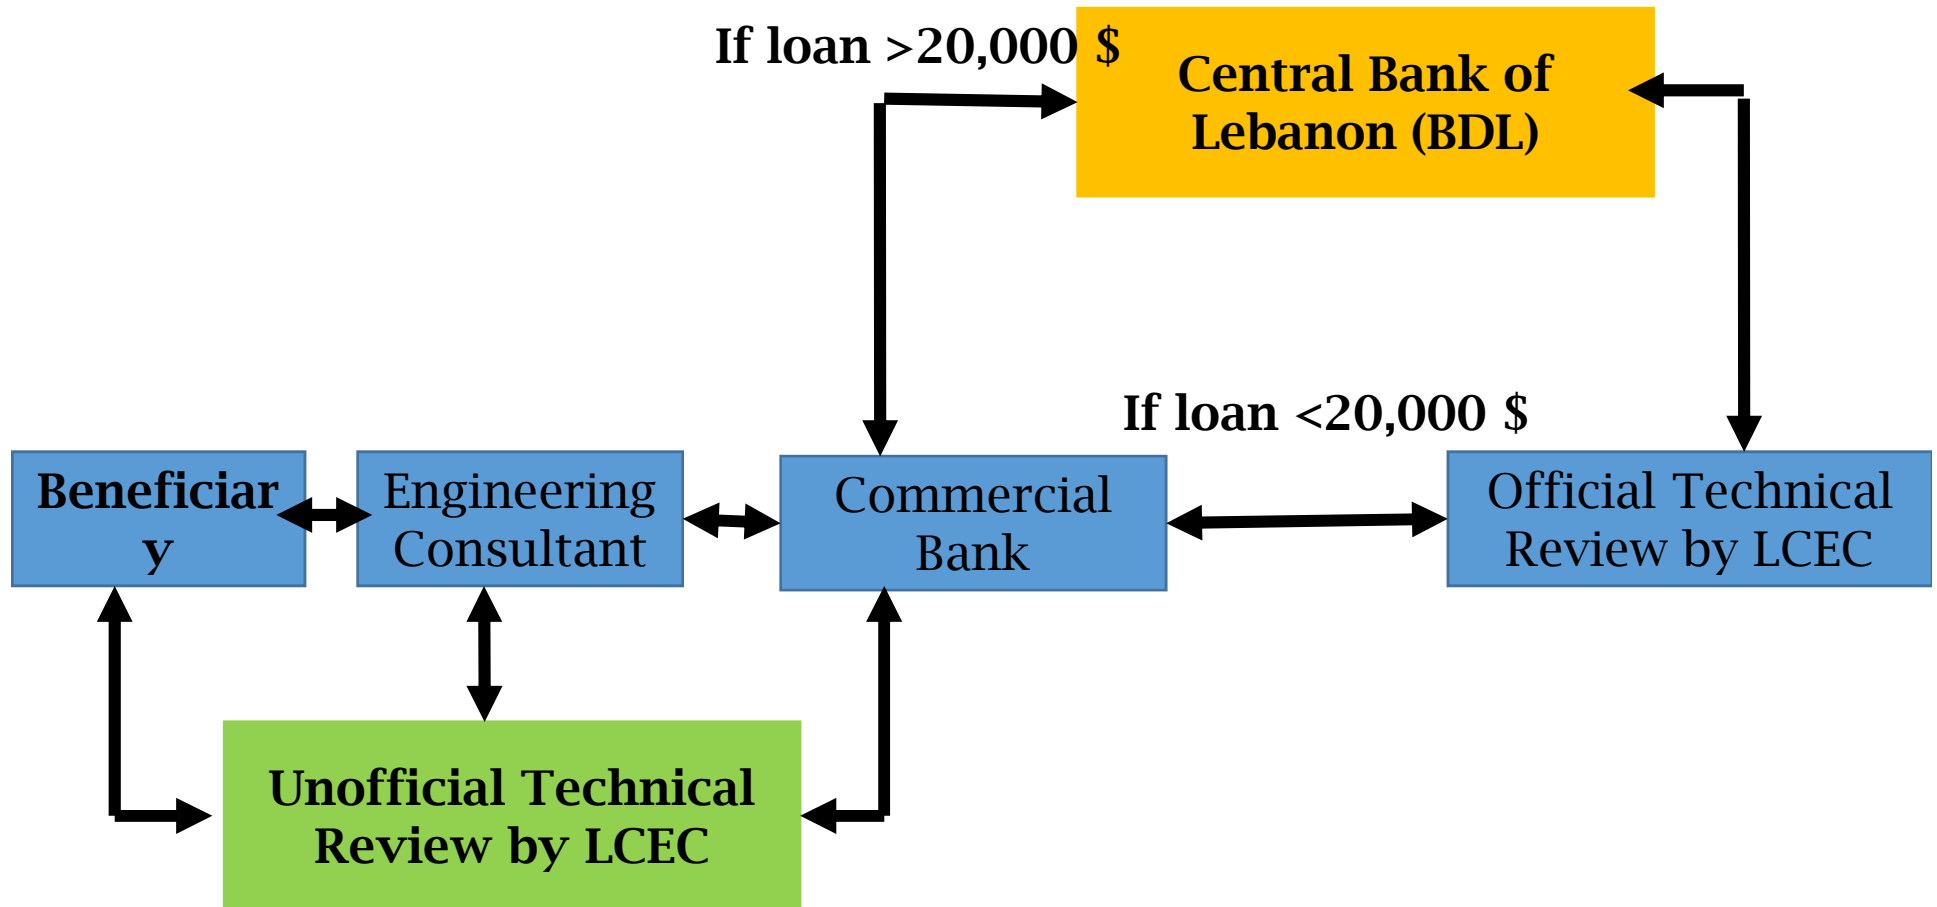 If loan >20,000 $
Central Bank of
Lebanon (BDL)
If loan <20,000 $
Beneficiar
y
Engineering
Consultant
Commercial
Bank
Official Technical
Review by LCEC
Unofficial Technical
Review by LCEC